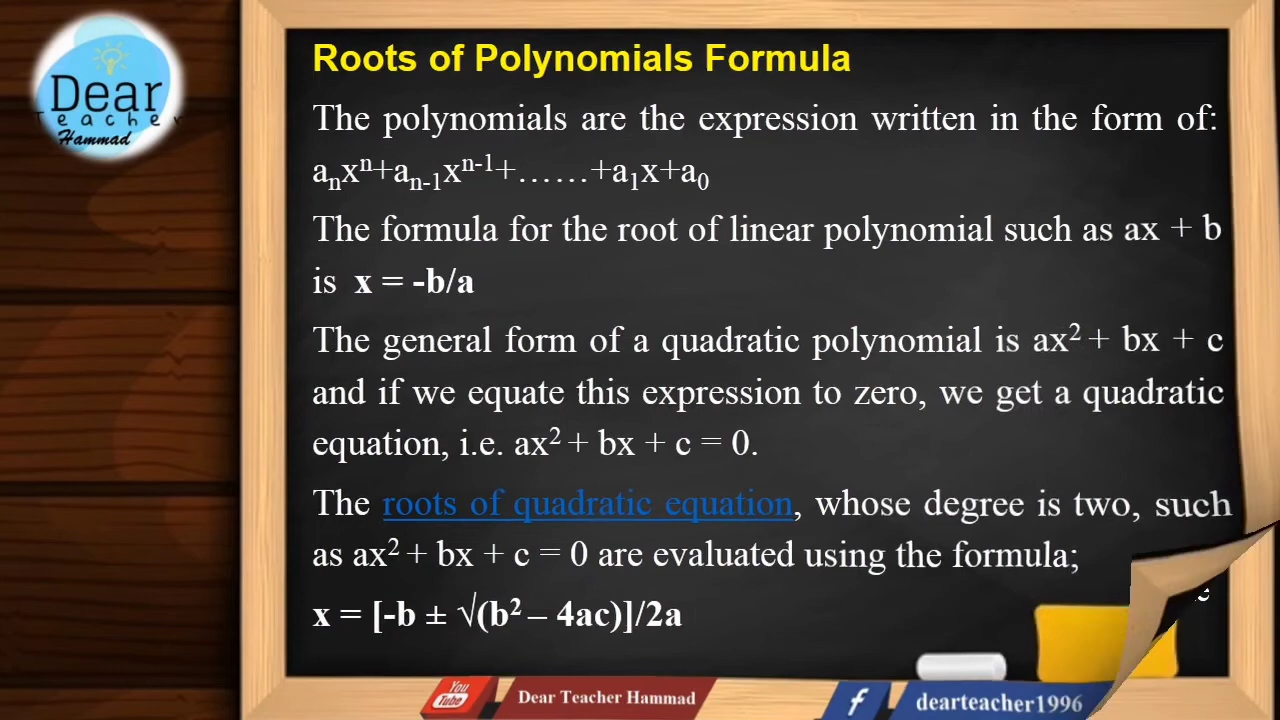 Dear
Teacher
Hammad
Roots of Polynomials Formula
The polynomials are the expression written in the form of:
aₙxⁿ+aₙ₋₁xⁿ⁻¹+……+a₁x+a₀
The formula for the root of linear polynomial such as ax + b
is x = -b/a
The general form of a quadratic polynomial is ax² + bx + c
and if we equate this expression to zero, we get a quadratic
equation, i.e. ax² + bx + c = 0.
The roots of quadratic equation, whose degree is two, such
as ax² + bx + c = 0 are evaluated using the formula;
x = [-b ± √(b² – 4ac)]/2a
You Tube
Dear Teacher Hammad
f
dearteacher1996